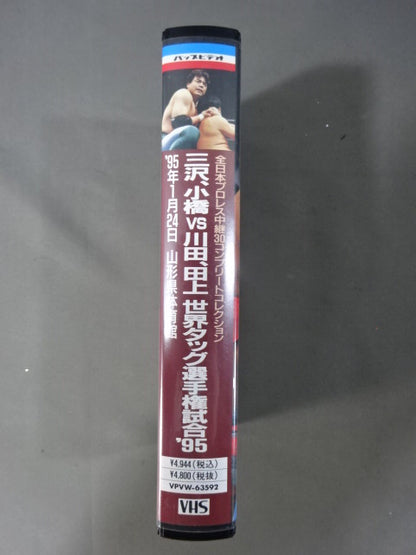 バップビデオ
全日本プロレス中継30コンプリートコレクション
三沢、小橋VS川田、田上 世界タッグ選手権試合'95
'95年1月24日 山形県体育館
¥4,944(税込)
¥4,800(税抜)
VPVW-63592
VHS